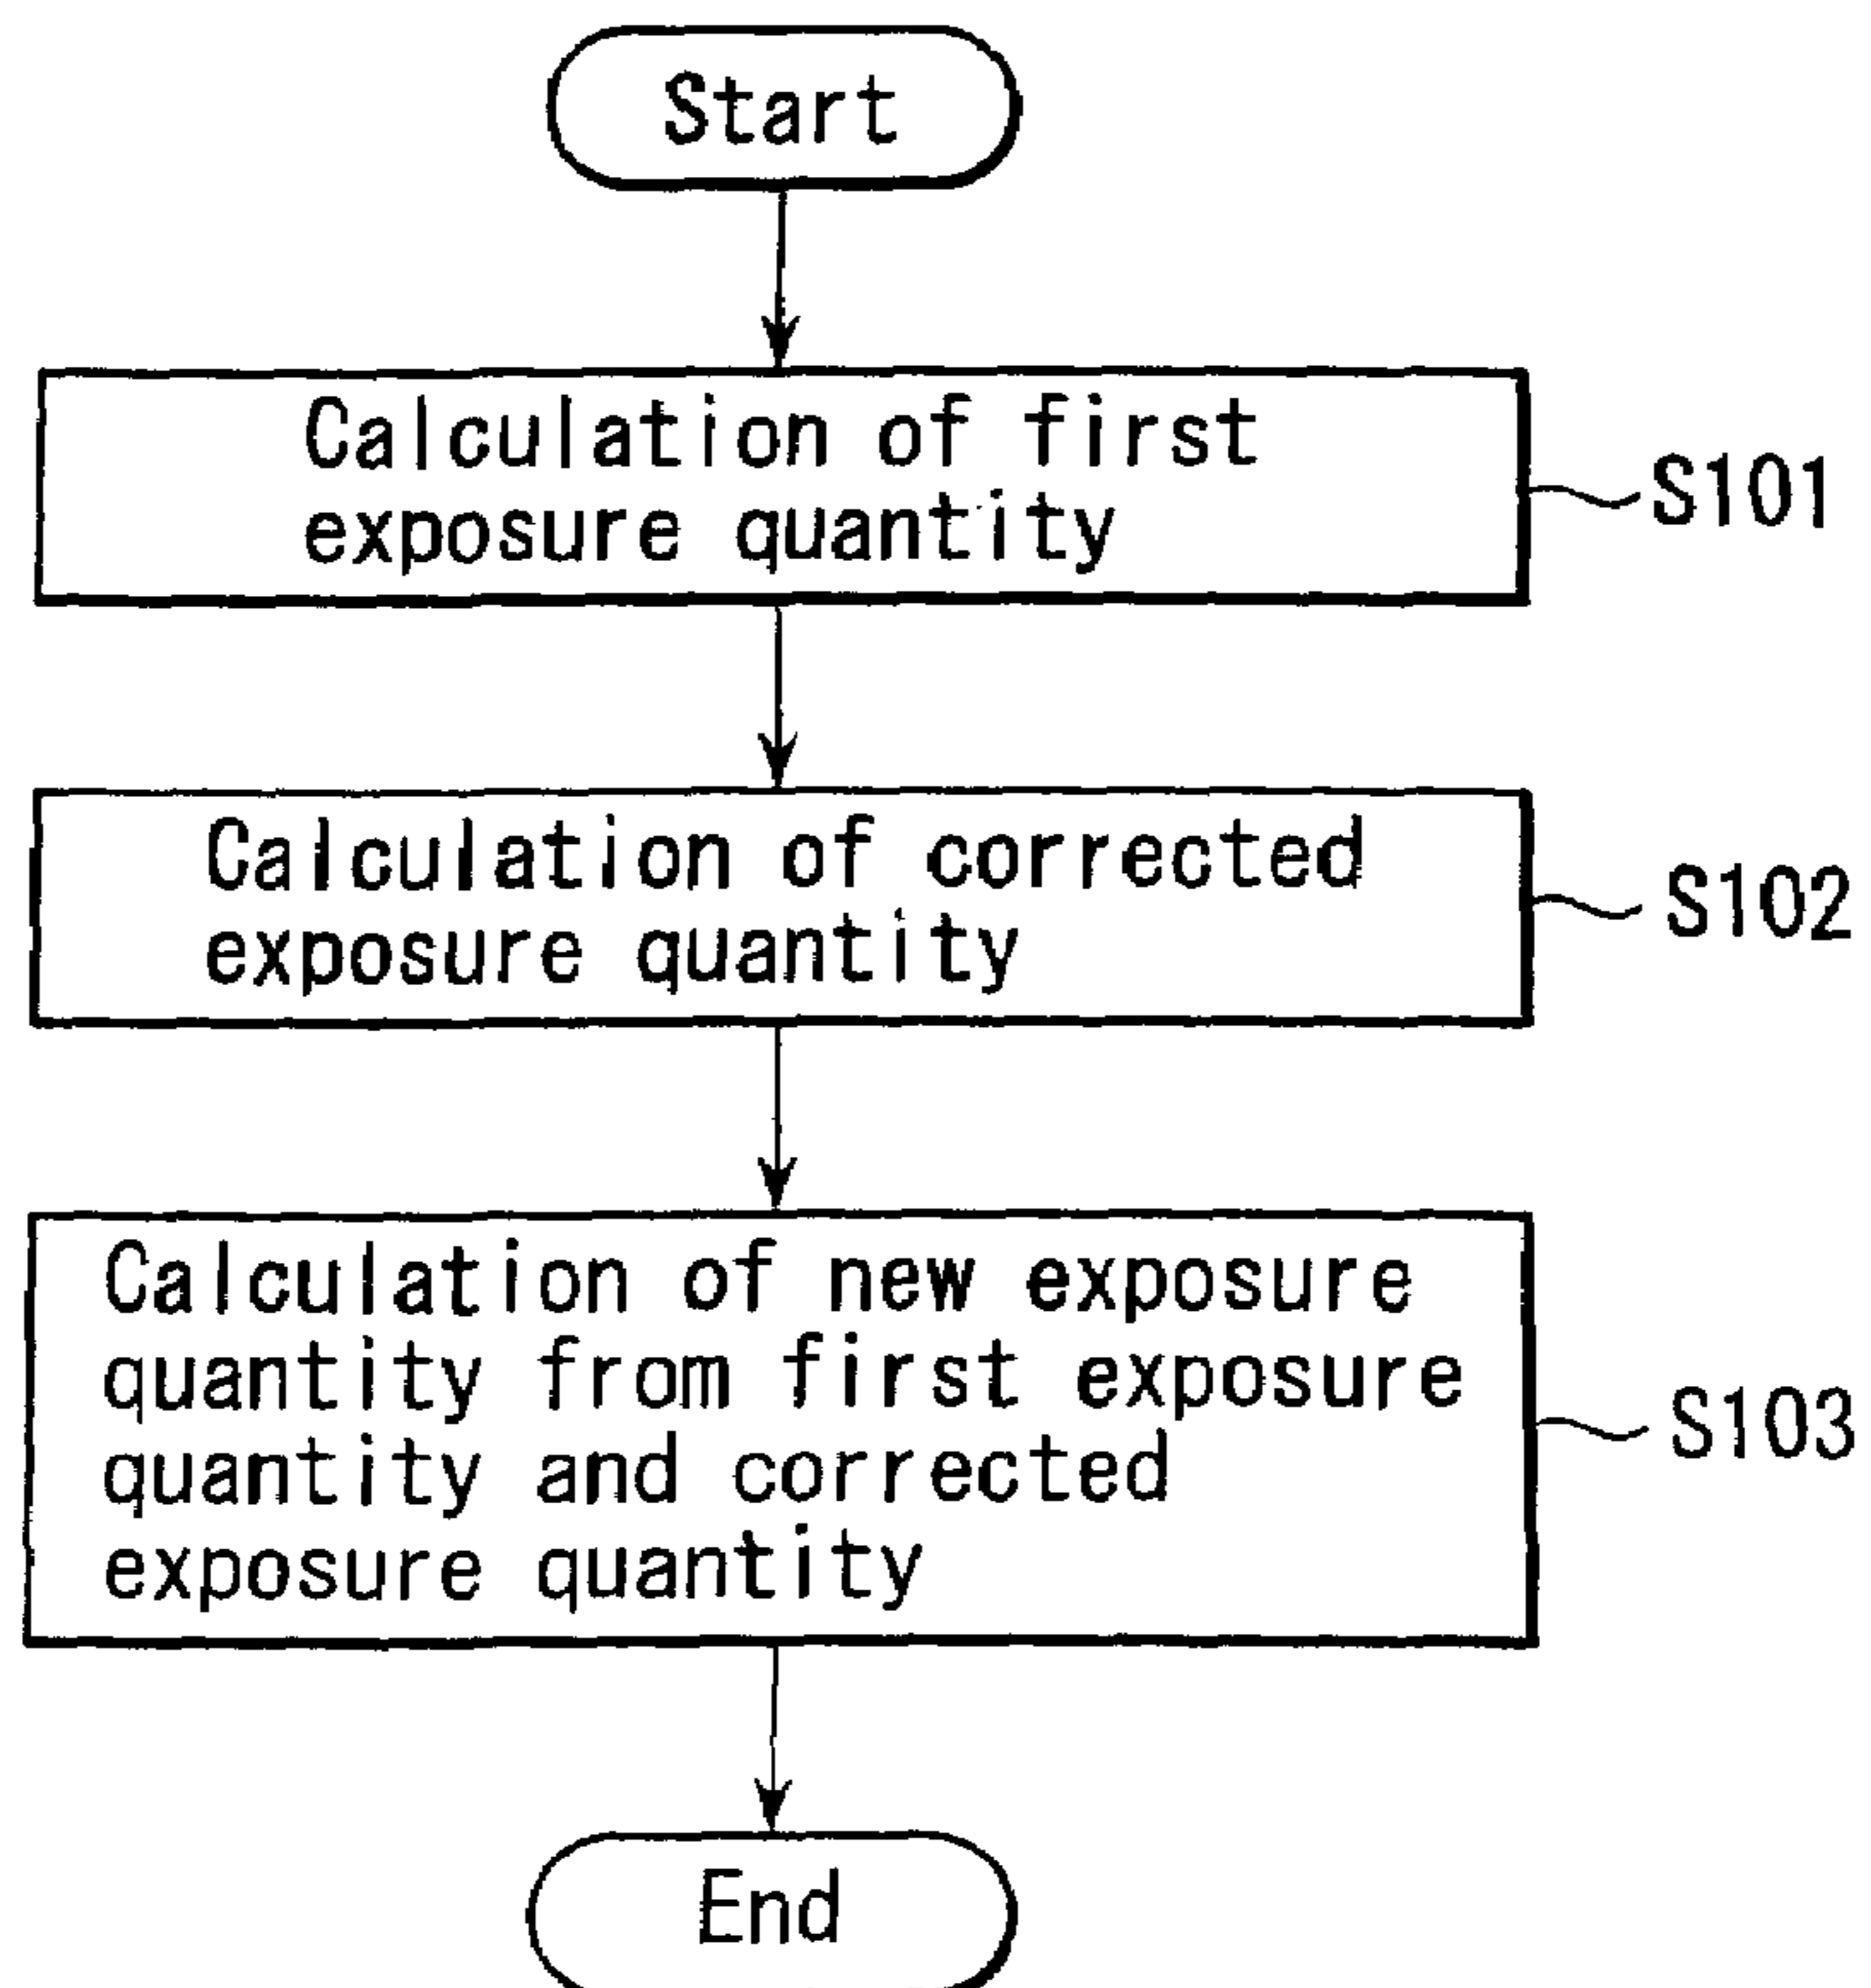 Start
Calculation of first
exposure quantity
S101
Calculation of corrected
exposure quantity
S102
Calculation of new exposure
quantity from first exposure
quantity and corrected
exposure quantity
S103
End